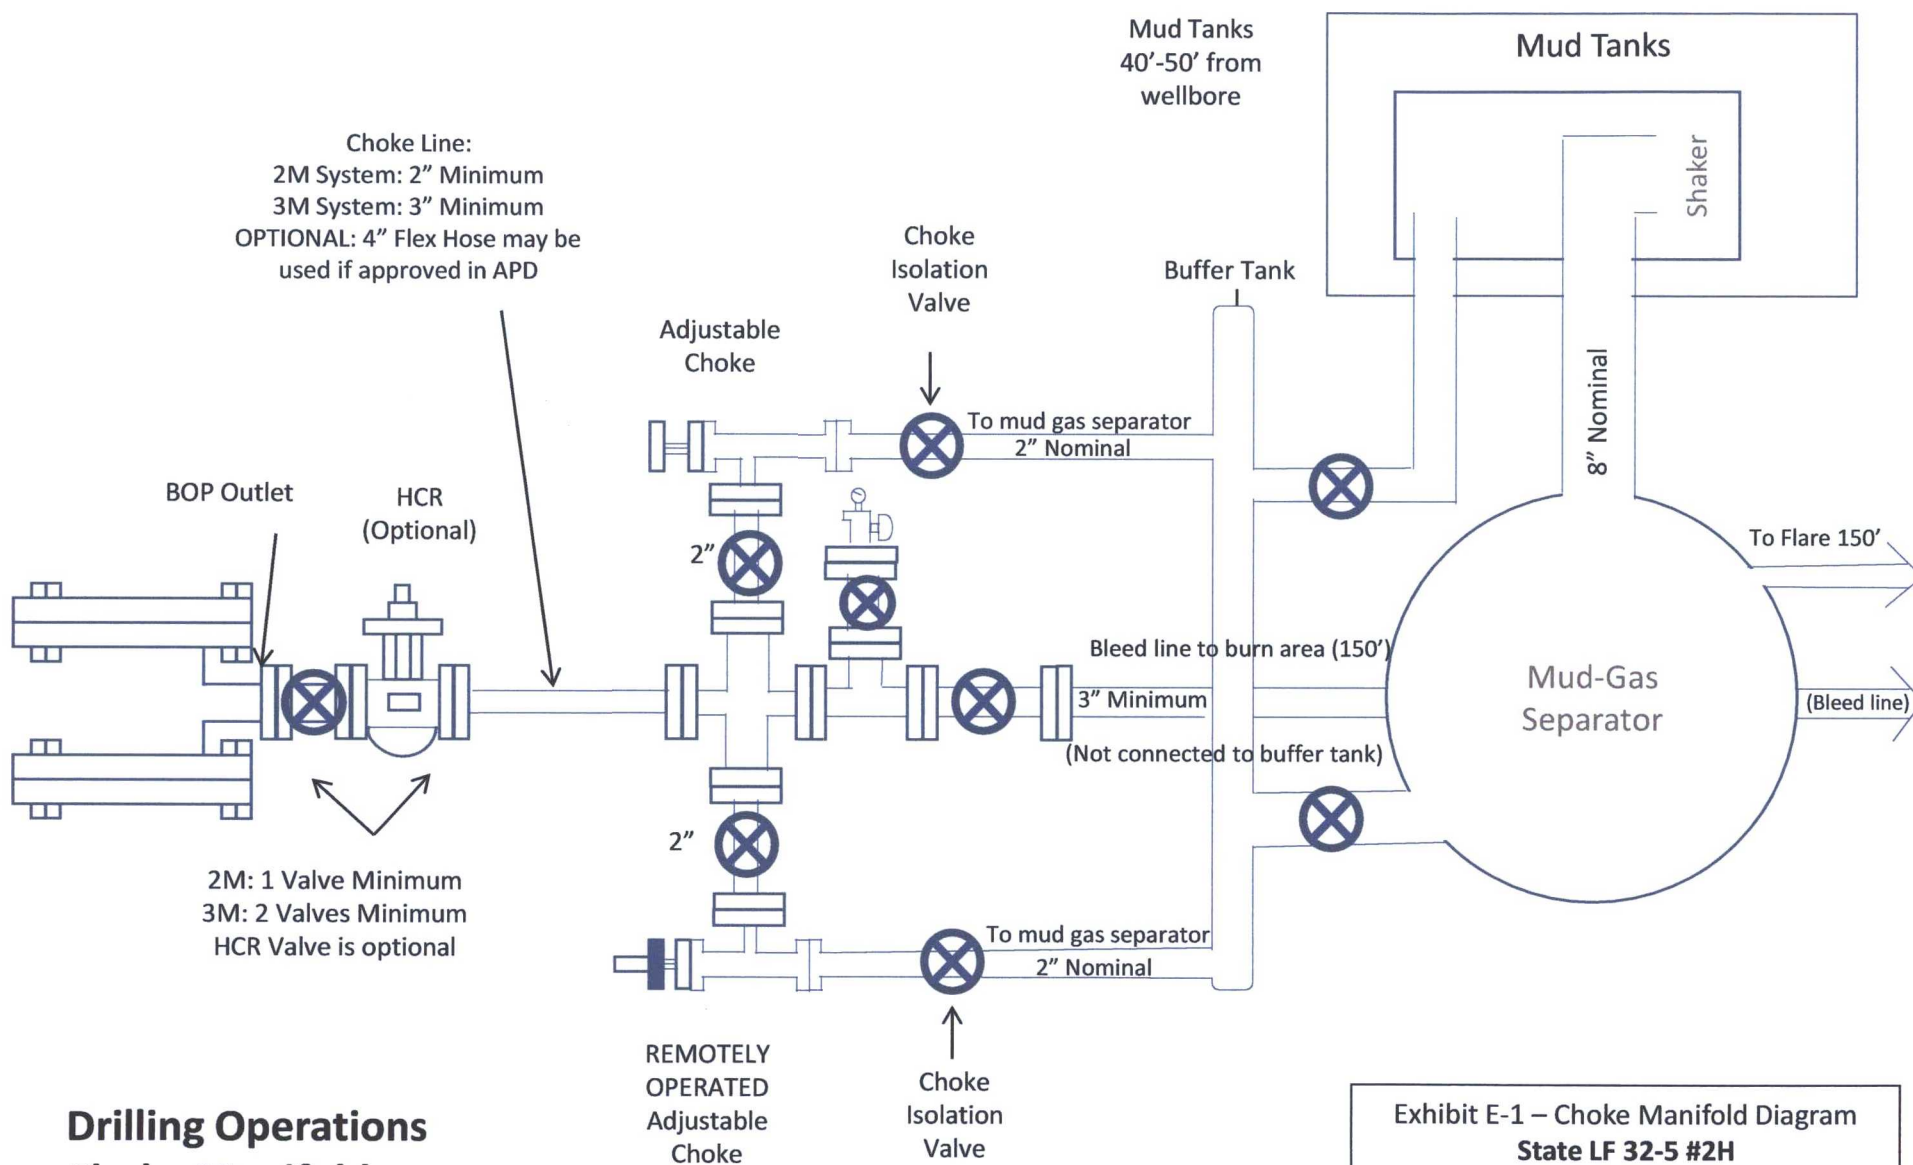 Mud Tanks
40’-50’ from
wellbore
Mud Tanks
Shaker
Choke Line:
2M System: 2” Minimum
3M System: 3” Minimum
OPTIONAL: 4” Flex Hose may be
used if approved in APD
Choke
Isolation
Valve
Buffer Tank
Adjustable
Choke
8” Nominal
To mud gas separator
2” Nominal
BOP Outlet
HCR
(Optional)
2”
To Flare 150’
Bleed line to burn area (150’)
3” Minimum
(Not connected to buffer tank)
Mud-Gas
Separator
(Bleed line)
2”
2M: 1 Valve Minimum
3M: 2 Valves Minimum
HCR Valve is optional
To mud gas separator
2” Nominal
REMOTELY
OPERATED
Adjustable
Choke
Choke
Isolation
Valve
Drilling Operations
Exhibit E-1 – Choke Manifold Diagram
State LF 32-5 #2H